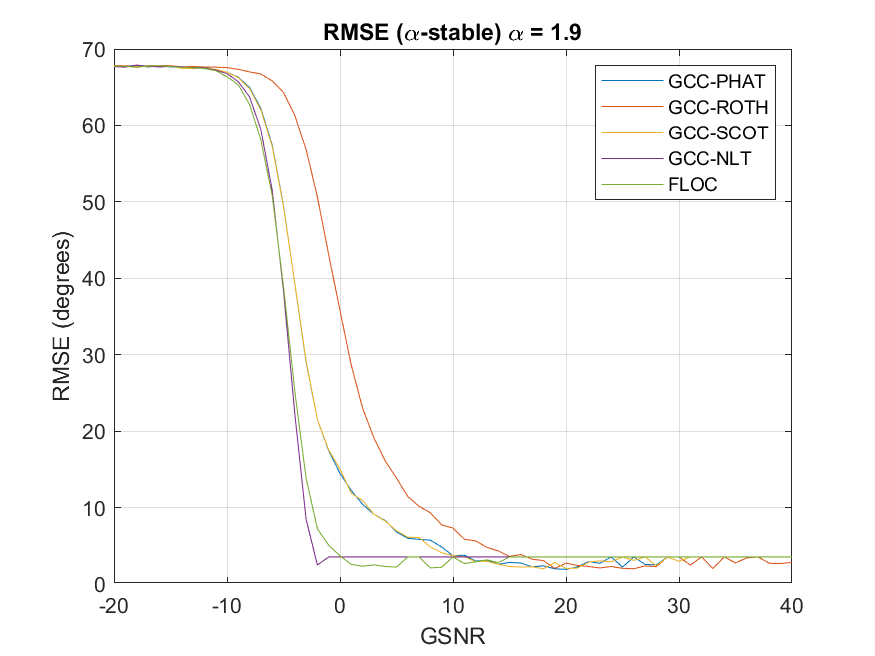 RMSE (α-stable) α = 1.9
70
60
50
40
30
20
10
0
RMSE (degrees)
GCC-PHAT
GCC-ROTH
GCC-SCOT
GCC-NLT
FLOC
-20 -10 0 10 20 30 40
GSNR